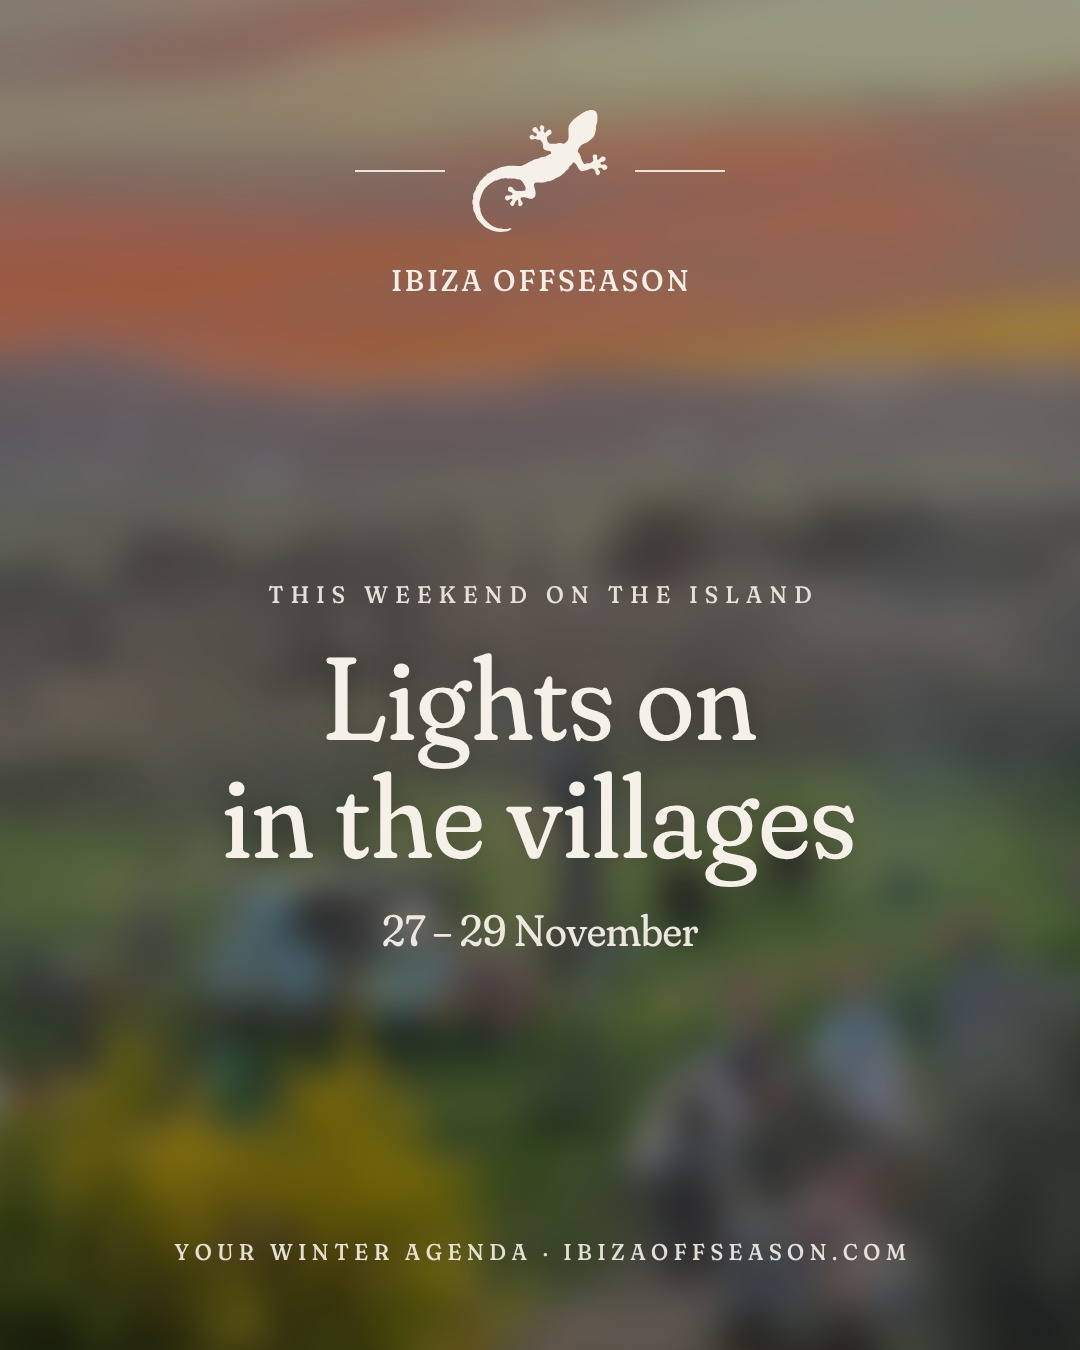 IBIZA OFFSEASON
THIS WEEKEND ON THE ISLAND
Lights on
in the villages
27 – 29 November
YOUR WINTER AGENDA · IBIZAOFFSEASON.COM